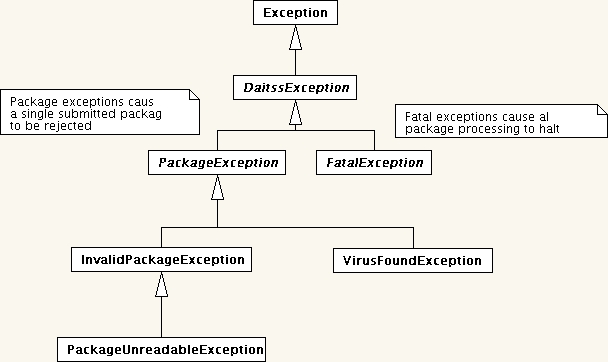 Exception
DaitssException
Package exceptions caus
a single submitted packag
to be rejected
Fatal exceptions cause al
package processing to halt
PackageException
FatalException
InvalidPackageException
VirusFoundException
PackageUnreadableException